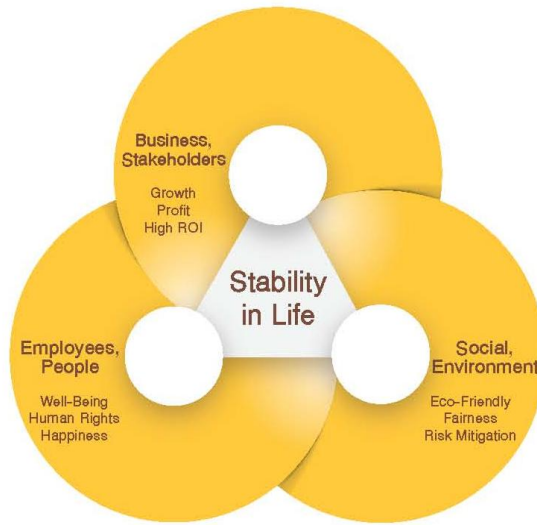 Business,
Stakeholders
Growth
Profit
High ROI
Stability
in Life
Employees,
People
Well-Being
Human Rights
Happiness
Social,
Environment
Eco-Friendly
Fairness
Risk Mitigation